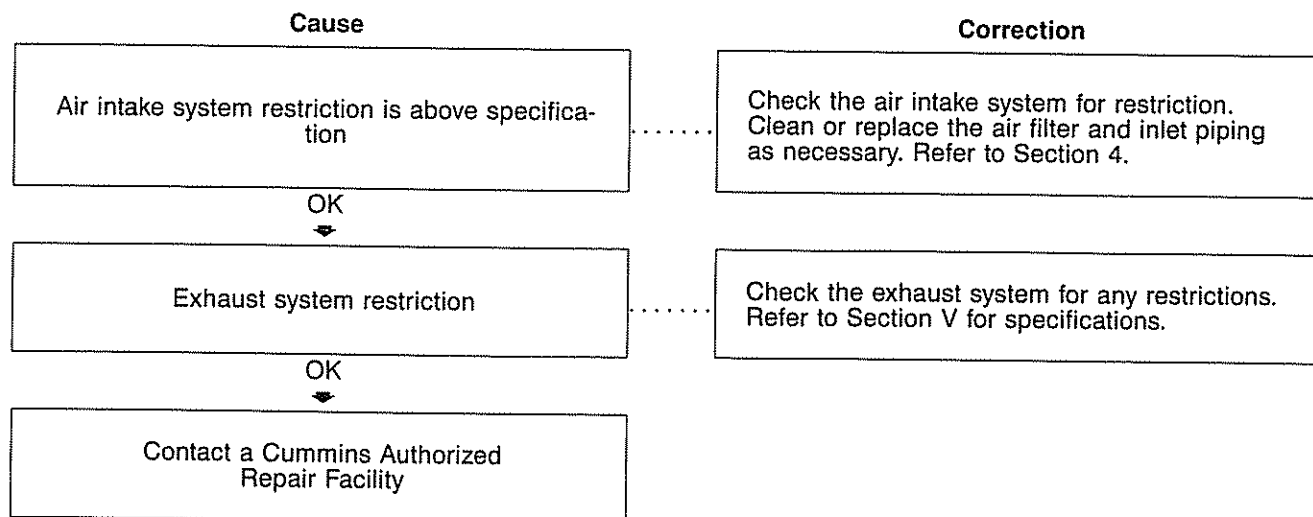 Cause
Correction
Air intake system restriction is above specifica-
tion
Check the air intake system for restriction.
Clean or replace the air filter and inlet piping
as necessary. Refer to Section 4.
OK
Exhaust system restriction
Check the exhaust system for any restrictions.
Refer to Section V for specifications.
OK
Contact a Cummins Authorized
Repair Facility